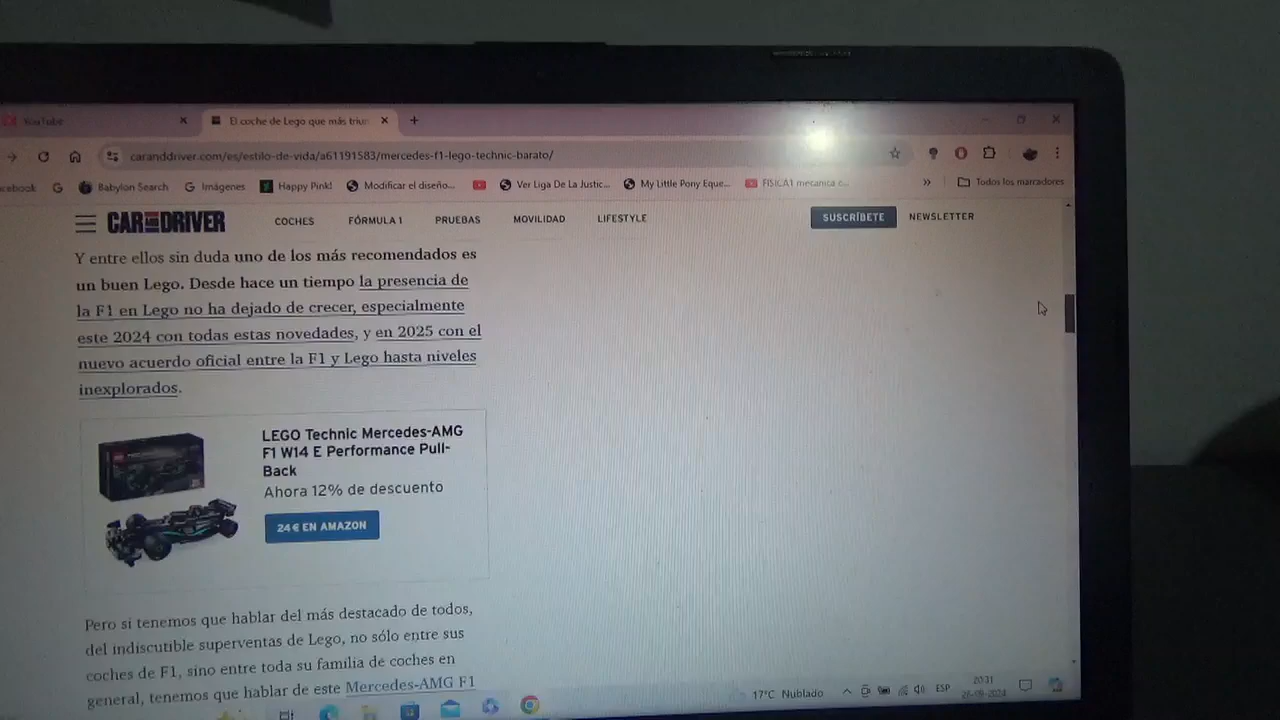 YouTube
El coche de Lego que más triun
caranddriver.com/es/estilo-de-vida/a61191583/mercedes-f1-lego-technic-barato/
cebook
Babylon Search
Imágenes
Happy Pink!
Modificar el diseño...
Ver Liga De La Justic...
My Little Pony Eque...
FISICA1 mecanica c...
Todos los marcadores
CAR AND DRIVER
COCHES
FÓRMULA 1
PRUEBAS
MOVILIDAD
LIFESTYLE
SUSCRÍBETE
NEWSLETTER
Y entre ellos sin duda uno de los más recomendados es
un buen Lego. Desde hace un tiempo la presencia de
la F1 en Lego no ha dejado de crecer, especialmente
este 2024 con todas estas novedades, y en 2025 con el
nuevo acuerdo oficial entre la F1 y Lego hasta niveles
inexplorados.
LEGO Technic Mercedes-AMG
F1 W14 E Performance Pull-
Back
Ahora 12% de descuento
24€ EN AMAZON
Pero si tenemos que hablar del más destacado de todos,
del indiscutible superventas de Lego, no sólo entre sus
coches de F1, sino entre toda su familia de coches en
general, tenemos que hablar de este Mercedes-AMG F1
17°C Nublado
ESP
20:31